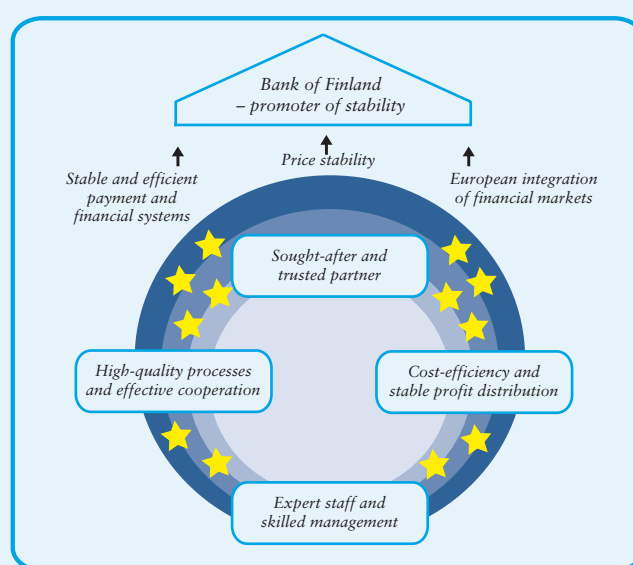 Bank of Finland
– promoter of stability
Price stability
Stable and efficient
payment and
financial systems
European integration
of financial markets
Sought-after and
trusted partner
High-quality processes
and effective cooperation
Cost-efficiency and
stable profit distribution
Expert staff and
skilled management